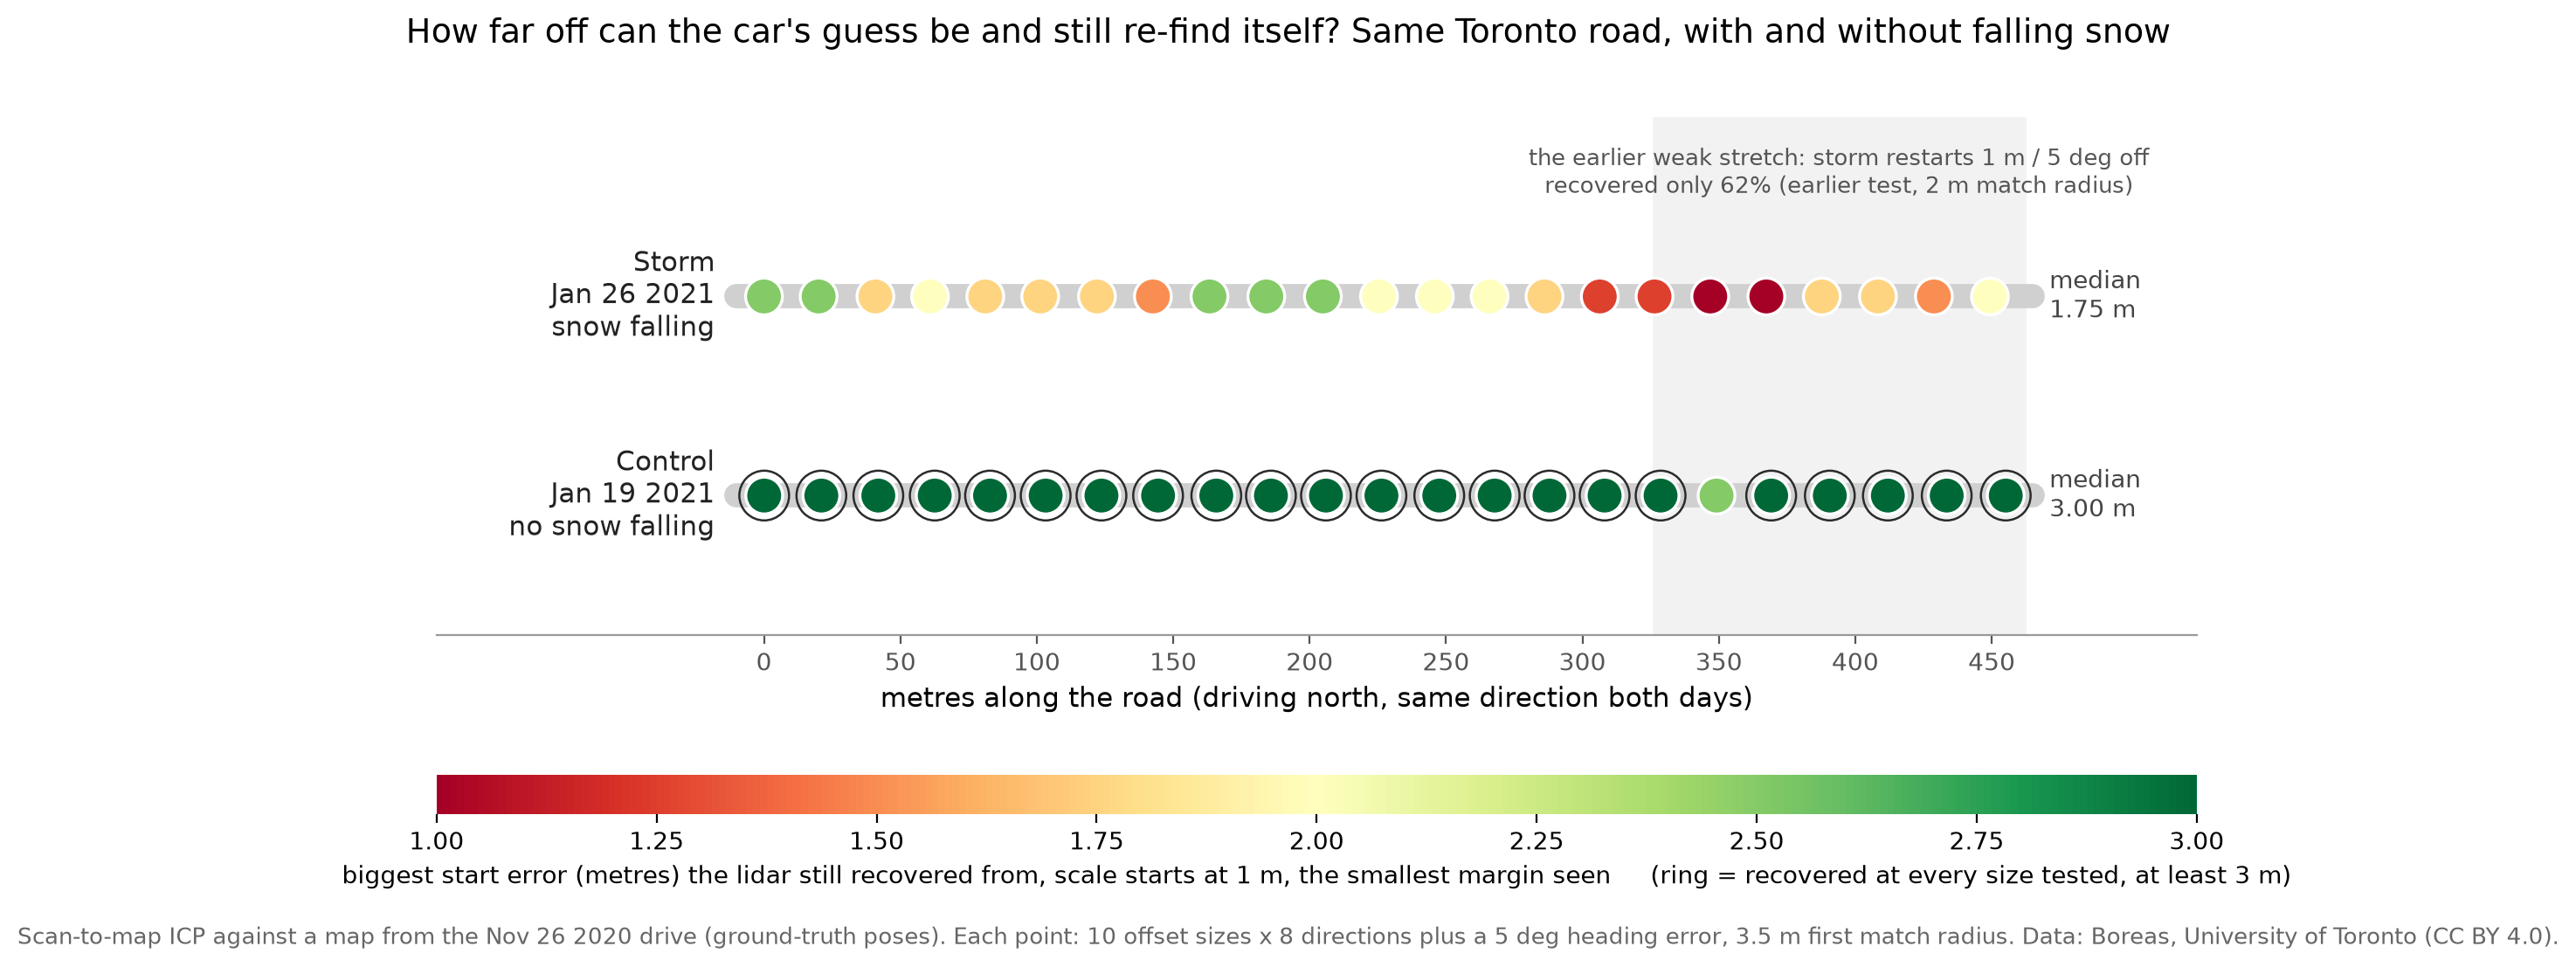 How far off can the car's guess be and still re-find itself? Same Toronto road, with and without falling snow
the earlier weak stretch: storm restarts 1 m / 5 deg off
recovered only 62% (earlier test, 2 m match radius)
Storm
Jan 26 2021
snow falling
median
1.75 m
Control
Jan 19 2021
no snow falling
median
3.00 m
0 50 100 150 200 250 300 350 400 450
metres along the road (driving north, same direction both days)
1.00 1.25 1.50 1.75 2.00 2.25 2.50 2.75 3.00
biggest start error (metres) the lidar still recovered from, scale starts at 1 m, the smallest margin seen (ring = recovered at every size tested, at least 3 m)
Scan-to-map ICP against a map from the Nov 26 2020 drive (ground-truth poses). Each point: 10 offset sizes x 8 directions plus a 5 deg heading error, 3.5 m first match radius. Data: Boreas, University of Toronto (CC BY 4.0).